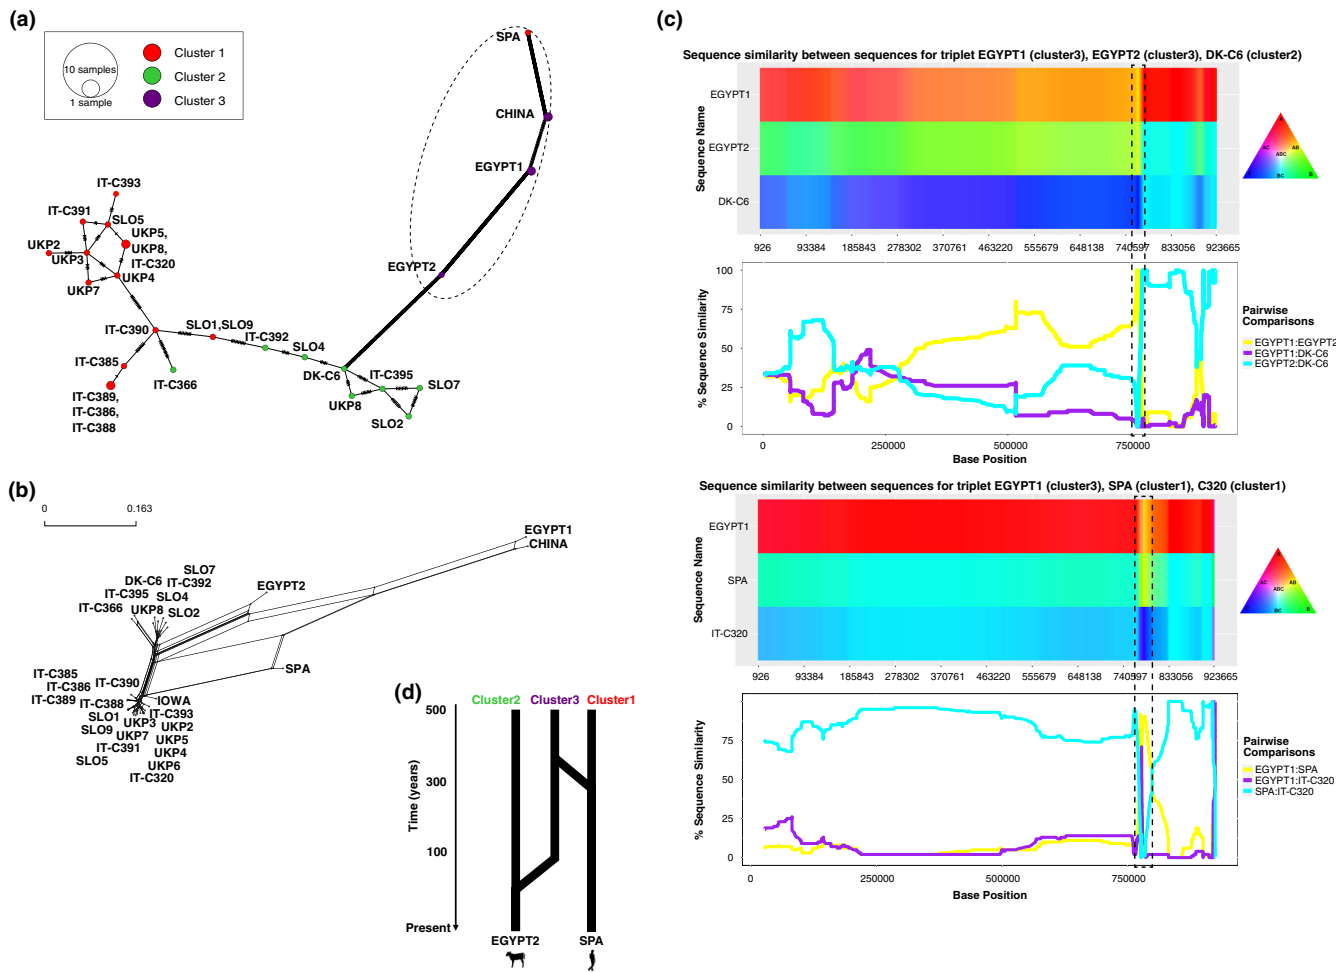 (a)
10 samples
1 sample
Cluster 1
Cluster 2
Cluster 3
SPA
CHINA
EGYPT1
EGYPT2
IT-C393
IT-C391
SLO5
UKP5,
UKP8,
IT-C320
UKP2
UKP3
UKP4
UKP7
IT-C390
SLO1,SLO9
IT-C392
SLO4
IT-C385
IT-C366
DK-C6
IT-C395
SLO7
UKP8
SLO2
IT-C389,
IT-C386,
IT-C388
(b)
0 0.163
EGYPT1
CHINA
EGYPT2
SLO7
DK-C6
IT-C392
IT-C395
SLO4
IT-C366
UKP8
SLO2
SPA
IT-C385
IT-C390
IT-C386
IT-C389
IT-C388
IOWA
SLO1
IT-C393
UKP3
UKP2
SLO9
UKP7
UKP5
IT-C391
UKP4
SLO5
UKP6
IT-C320
(c)
Sequence similarity between sequences for triplet EGYPT1 (cluster3), EGYPT2 (cluster3), DK-C6 (cluster2)
Sequence Name
EGYPT1
EGYPT2
DK-C6
926 93384 185843 278302 370761 463220 555679 648138 740597 833056 923665
A
AC AB
ABC
BC
B
% Sequence Similarity
100
75
50
25
0
0 250000 500000 750000
Base Position
Pairwise
Comparisons
EGYPT1:EGYPT2
EGYPT1:DK-C6
EGYPT2:DK-C6
Sequence similarity between sequences for triplet EGYPT1 (cluster3), SPA (cluster1), C320 (cluster1)
Sequence Name
EGYPT1
SPA
IT-C320
926 93384 185843 278302 370761 463220 555679 648138 740597 833056 923665
A
AC AB
ABC
BC
B
% Sequence Similarity
75
50
25
0
0 250000 500000 750000
Base Position
Pairwise
Comparisons
EGYPT1:SPA
EGYPT1:IT-C320
SPA:IT-C320
(d)
Cluster2 Cluster3 Cluster1
Time (years)
500
300
100
Present
EGYPT2 SPA